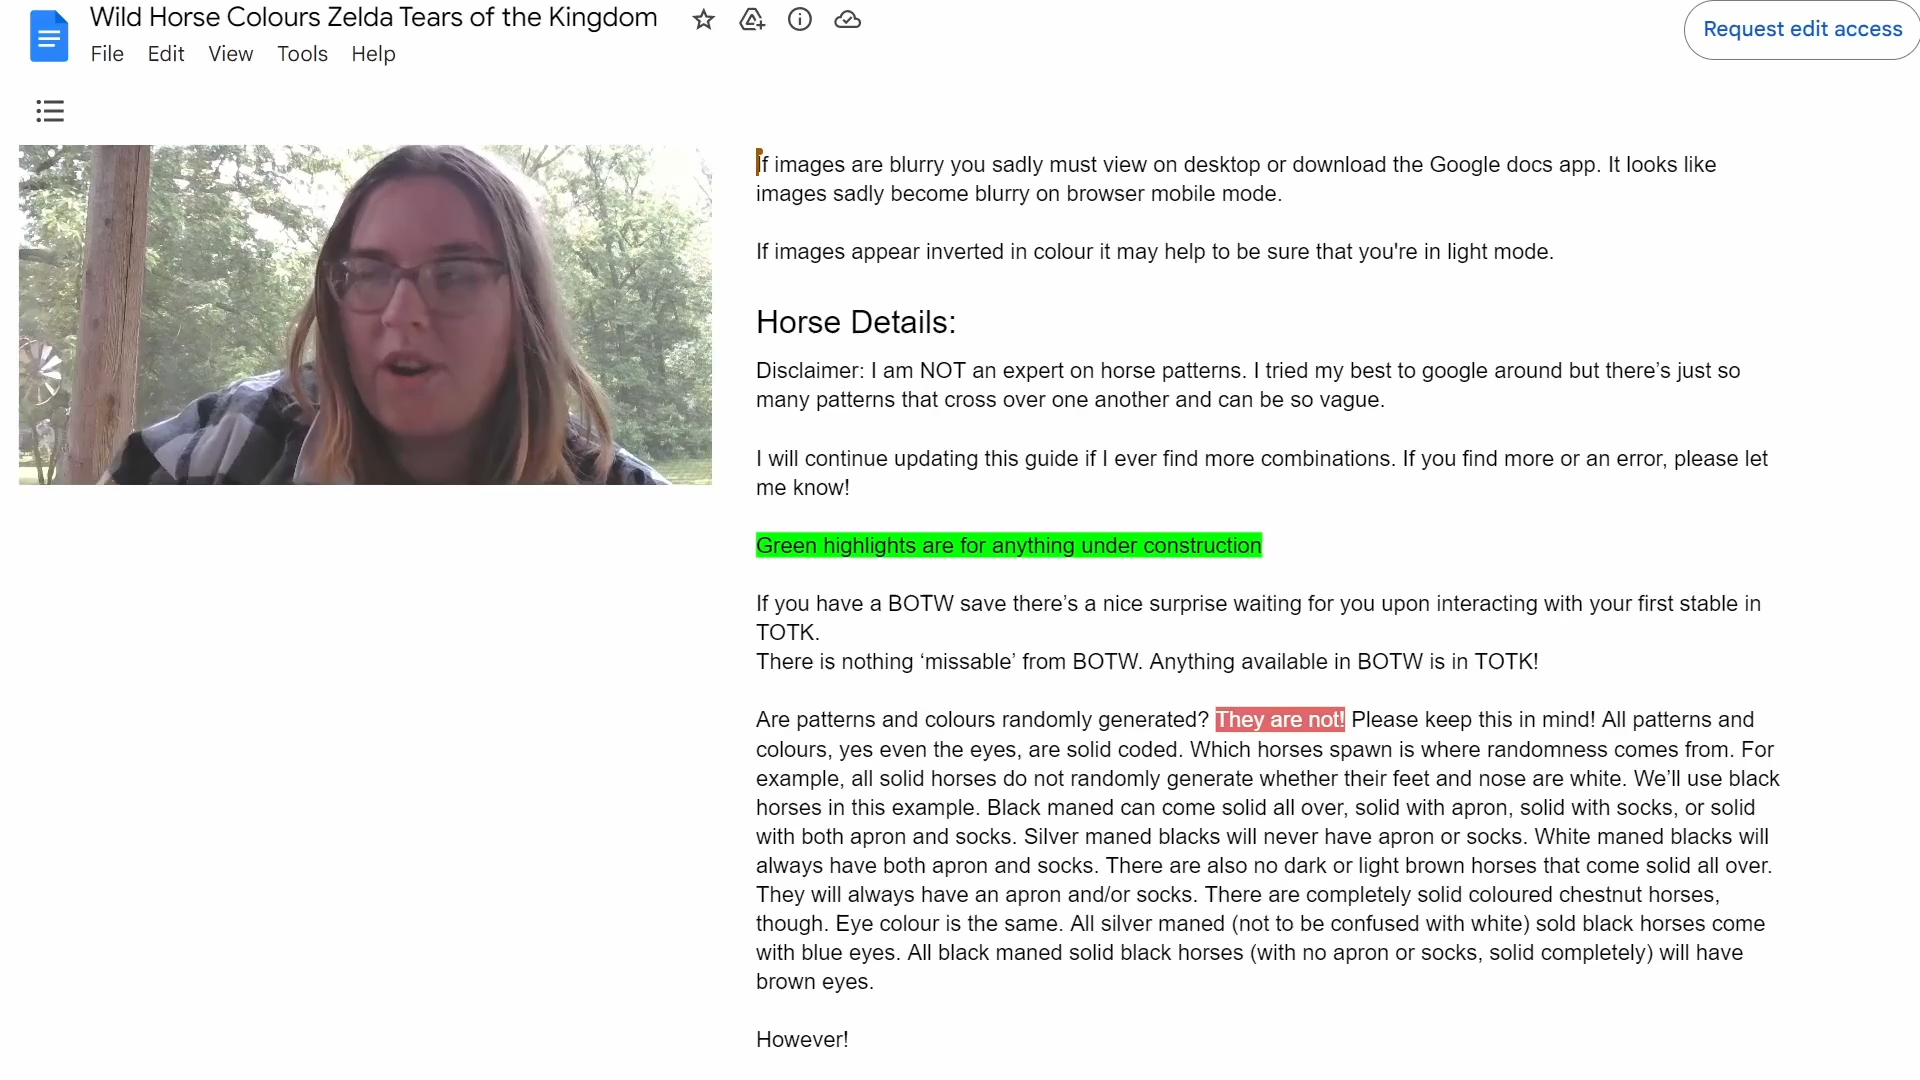 Wild Horse Colours Zelda Tears of the Kingdom
File Edit View Tools Help
Request edit access
If images are blurry you sadly must view on desktop or download the Google docs app. It looks like
images sadly become blurry on browser mobile mode.
If images appear inverted in colour it may help to be sure that you're in light mode.
Horse Details:
Disclaimer: I am NOT an expert on horse patterns. I tried my best to google around but there’s just so
many patterns that cross over one another and can be so vague.
I will continue updating this guide if I ever find more combinations. If you find more or an error, please let
me know!
Green highlights are for anything under construction
If you have a BOTW save there’s a nice surprise waiting for you upon interacting with your first stable in
TOTK.
There is nothing ‘missable’ from BOTW. Anything available in BOTW is in TOTK!
Are patterns and colours randomly generated? They are not! Please keep this in mind! All patterns and
colours, yes even the eyes, are solid coded. Which horses spawn is where randomness comes from. For
example, all solid horses do not randomly generate whether their feet and nose are white. We’ll use black
horses in this example. Black maned can come solid all over, solid with apron, solid with socks, or solid
with both apron and socks. Silver maned blacks will never have apron or socks. White maned blacks will
always have both apron and socks. There are also no dark or light brown horses that come solid all over.
They will always have an apron and/or socks. There are completely solid coloured chestnut horses,
though. Eye colour is the same. All silver maned (not to be confused with white) sold black horses come
with blue eyes. All black maned solid black horses (with no apron or socks, solid completely) will have
brown eyes.
However!